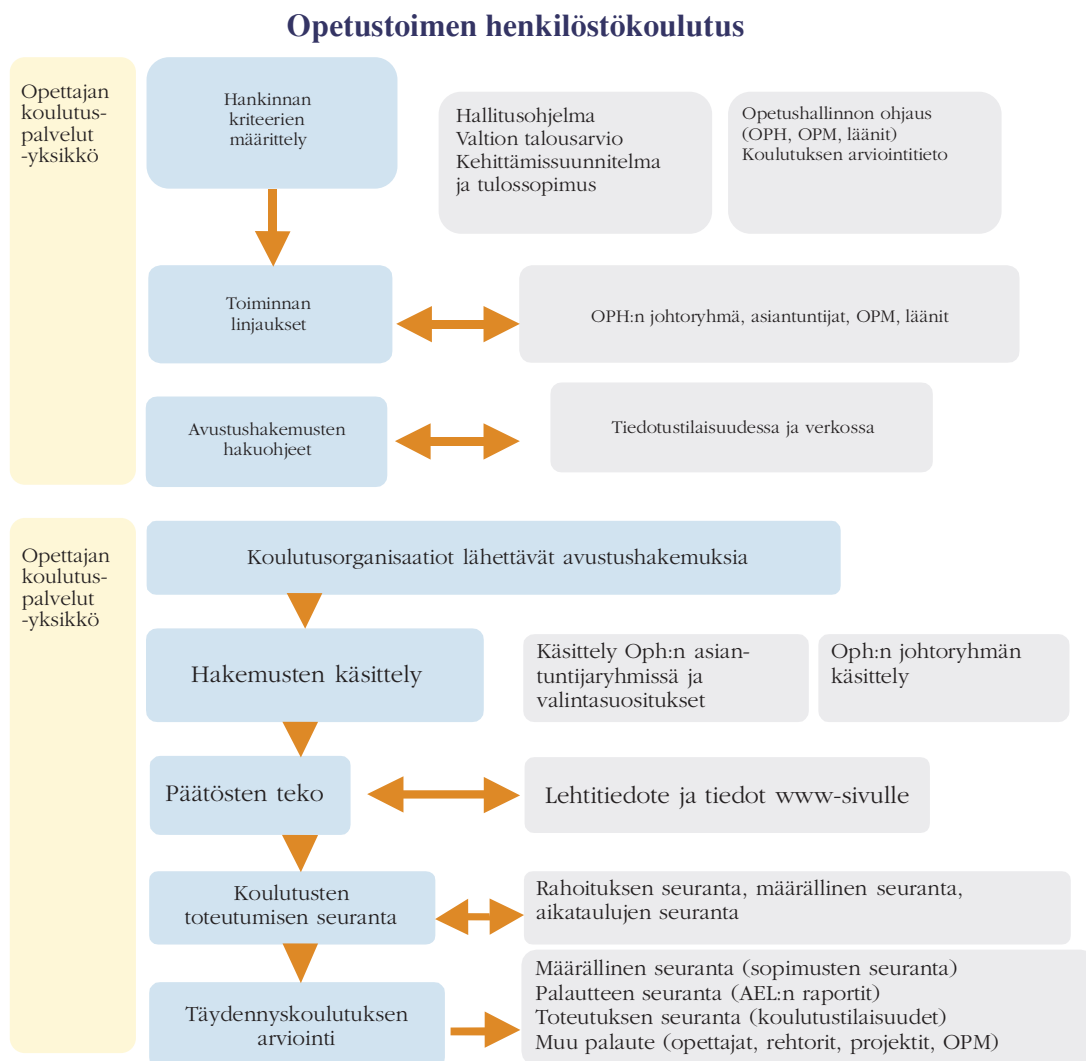 Opetustoimen henkilöstökoulutus
Opettajan
koulutus-
palvelut
-yksikkö
Hankinnan
kriteerien
määrittely
Hallitusohjelma
Valtion talousarvio
Kehittämissuunnitelma
ja tulossopimus
Opetushallinnon ohjaus
(OPH, OPM, läänit)
Koulutuksen arviointitieto
Toiminnan
linjaukset
OPH:n johtoryhmä, asiantuntijat, OPM, läänit
Avustushakemusten
hakuohjeet
Tiedotustilaisuudessa ja verkossa
Opettajan
koulutus-
palvelut
-yksikkö
Koulutusorganisaatiot lähettävät avustushakemuksia
Hakemusten käsittely
Käsittely Oph:n asian-
tuntijaryhmissä ja
valintasuositukset
Oph:n johtoryhmän
käsittely
Päätösten teko
Lehtitiedote ja tiedot www-sivulle
Koulutusten
toteutumisen seuranta
Rahoituksen seuranta, määrällinen seuranta,
aikataulujen seuranta
Täydennyskoulutuksen
arviointi
Määrällinen seuranta (sopimusten seuranta)
Palautteen seuranta (AEL:n raportit)
Toteutuksen seuranta (koulutustilaisuudet)
Muu palaute (opettajat, rehtorit, projektit, OPM)